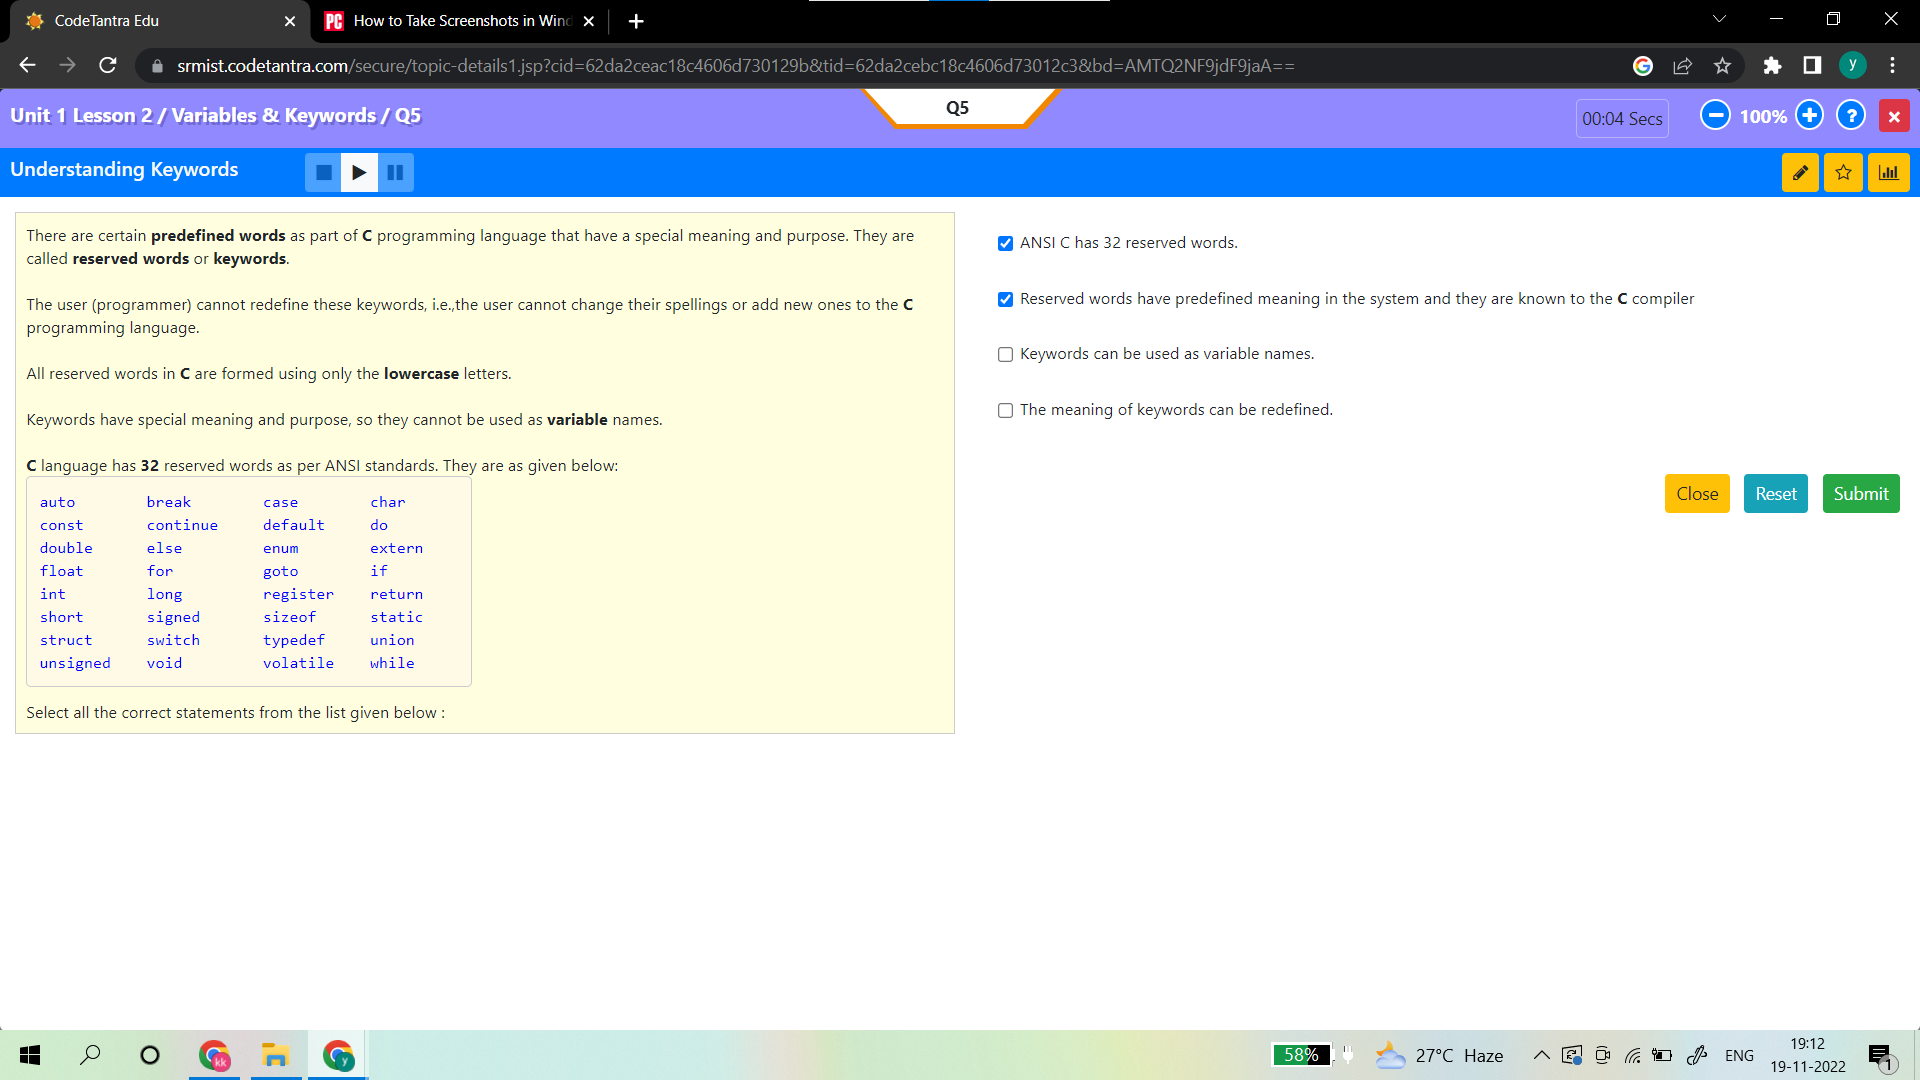 CodeTantra Edu
How to Take Screenshots in Wind
srmist.codetantra.com/secure/topic-details1.jsp?cid=62da2ceac18c4606d730129b&tid=62da2cebc18c4606d73012c3&bd=AMTQ2NF9jdF9jaA==
y
Unit 1 Lesson 2 / Variables & Keywords / Q5
Q5
00:04 Secs
100%
?
Understanding Keywords
There are certain predefined words as part of C programming language that have a special meaning and purpose. They are
called reserved words or keywords.
The user (programmer) cannot redefine these keywords, i.e.,the user cannot change their spellings or add new ones to the C
programming language.
All reserved words in C are formed using only the lowercase letters.
Keywords have special meaning and purpose, so they cannot be used as variable names.
C language has 32 reserved words as per ANSI standards. They are as given below:
auto break case char
const continue default do
double else enum extern
float for goto if
int long register return
short signed sizeof static
struct switch typedef union
unsigned void volatile while
Select all the correct statements from the list given below :
ANSI C has 32 reserved words.
Reserved words have predefined meaning in the system and they are known to the C compiler
Keywords can be used as variable names.
The meaning of keywords can be redefined.
Close Reset Submit
kk
y
58%
27°C Haze
ENG
19:12
19-11-2022
1
PC